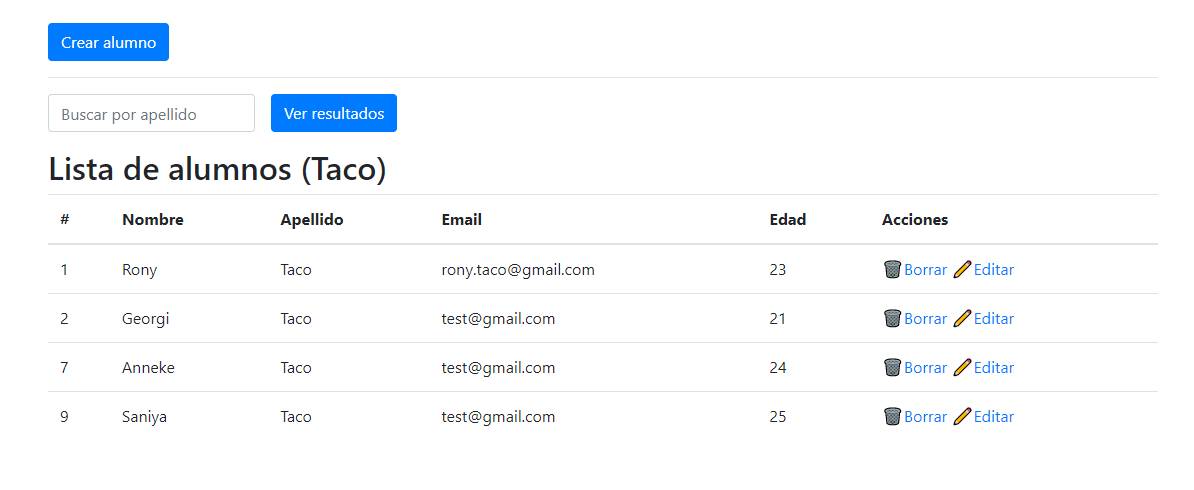 Crear alumno
Buscar por apellido Ver resultados
Lista de alumnos (Taco)
# Nombre Apellido Email Edad Acciones
1 Rony Taco rony.taco@gmail.com 23 Borrar Editar
2 Georgi Taco test@gmail.com 21 Borrar Editar
7 Anneke Taco test@gmail.com 24 Borrar Editar
9 Saniya Taco test@gmail.com 25 Borrar Editar